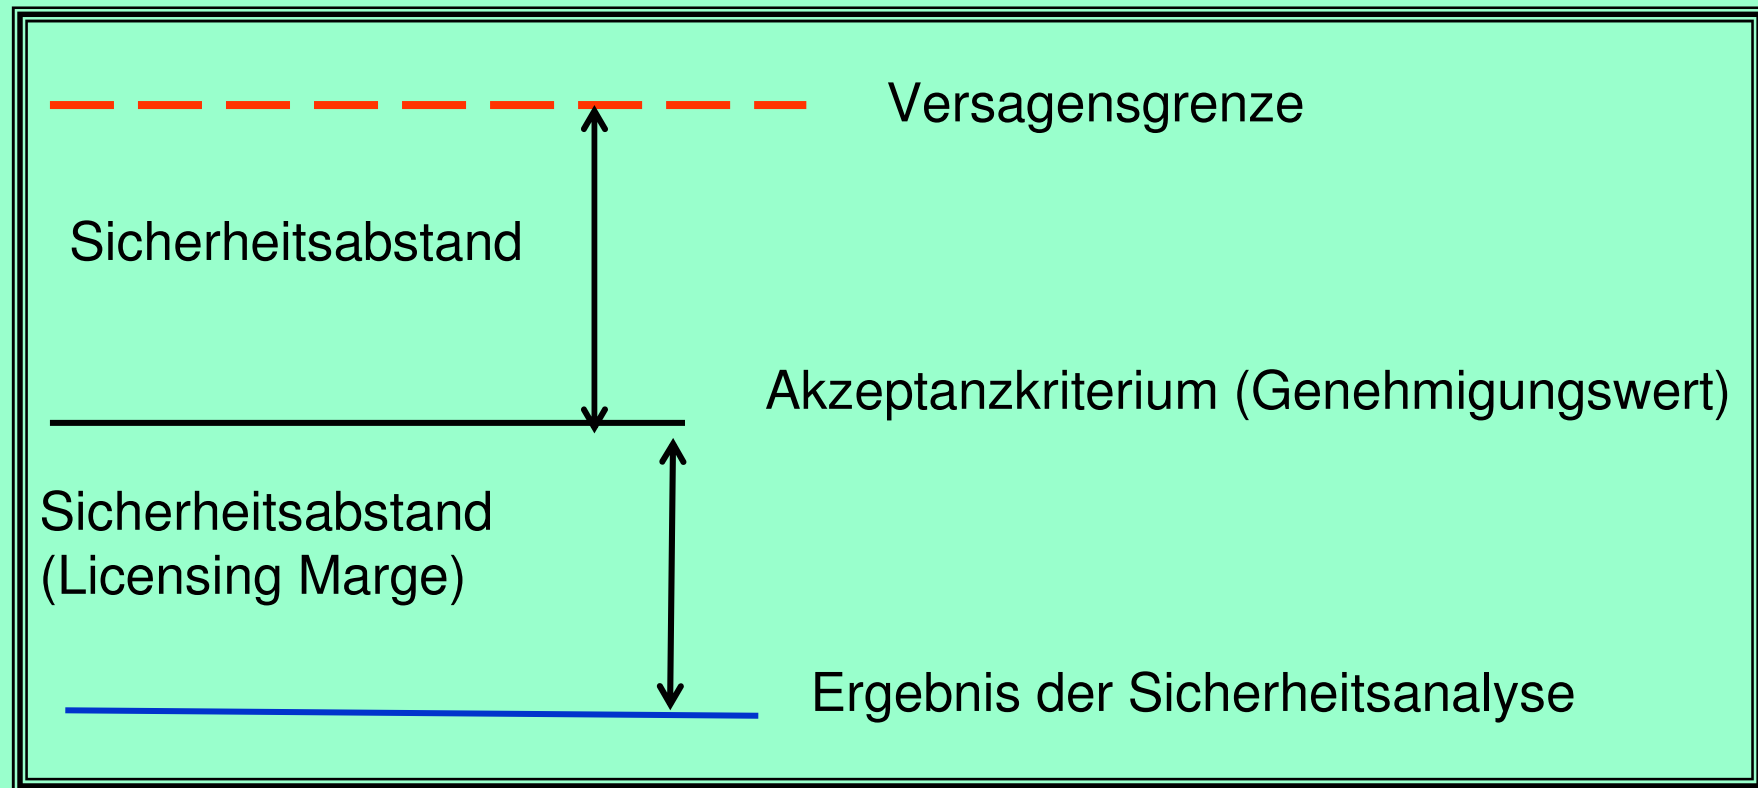 Versagensgrenze
Sicherheitsabstand
Akzeptanzkriterium (Genehmigungswert)
Sicherheitsabstand
(Licensing Marge)
Ergebnis der Sicherheitsanalyse